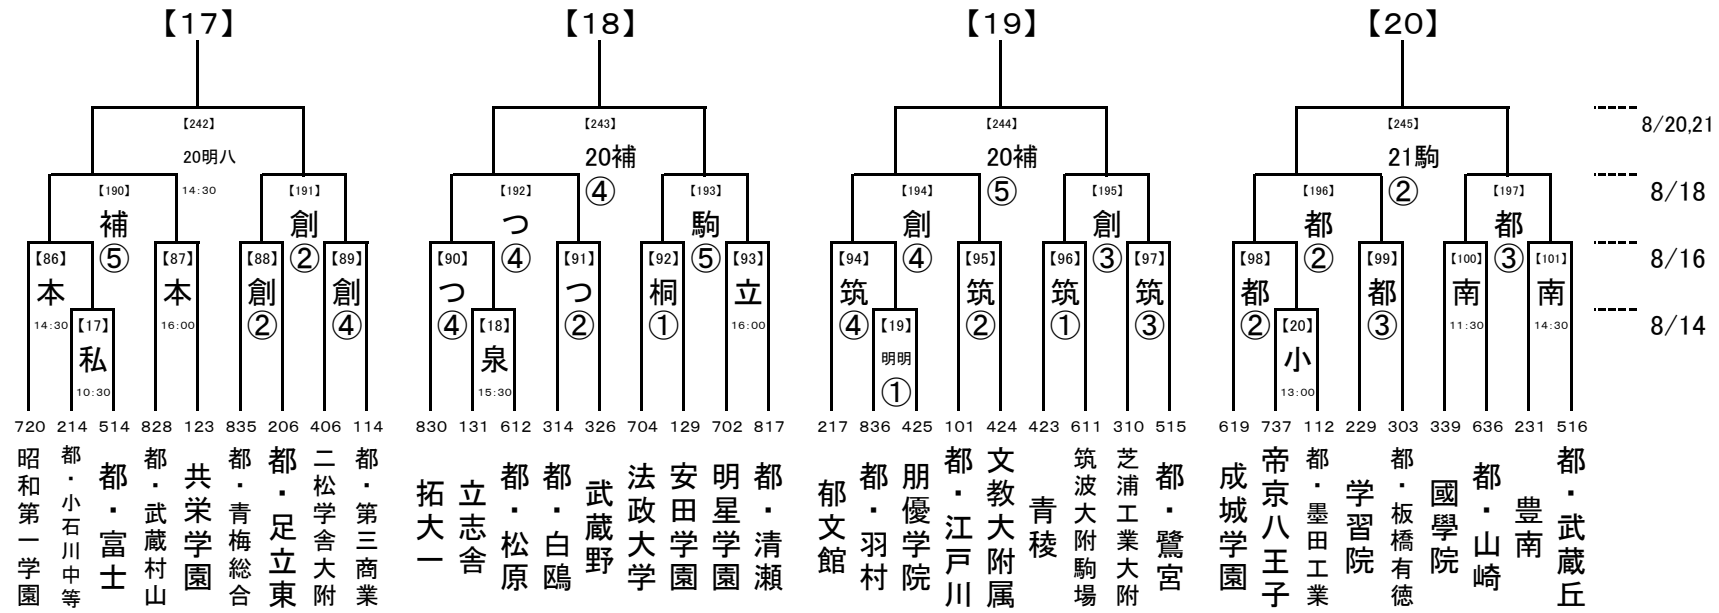 【17】 【18】 【19】 【20】
【242】 【243】 【244】 【245】 8/20,21
20明八 20補 20補 21駒
14:30 ④ ⑤ ②
【190】 【191】 【192】 【193】 【194】 【195】 【196】 【197】 8/18
補 創 つ 駒 創 創 都 都
⑤ ② ④ ⑤ ④ ③ ② ③
【86】 【87】 【88】 【89】 【90】 【91】 【92】 【93】 【94】 【95】 【96】 【97】 【98】 【99】 【100】 【101】 8/16
本 本 創 創 つ つ 桐 立 筑 筑 筑 筑 都 都 南 南
14:30 16:00 ② ④ ④ ② ① 16:00 ④ ② ① ③ ② ③ 11:30 14:30
【17】 【18】 【19】 【20】 8/14
私 泉 明明 小
10:30 15:30 ① 13:00
720 214 514 828 123 835 206 406 114 830 131 612 314 326 704 129 702 817 217 836 425 101 424 423 611 310 515 619 737 112 229 303 339 636 231 516
昭和第一学園
都・小石川中等
都・富士
都・武蔵村山
共栄学園
都・青梅総合
都・足立東
二松学舎大附
都・第三商業
拓大一
立志舎
都・松原
都・白鴎
武蔵野
法政大学
安田学園
明星学園
都・清瀬
郁文館
都・羽村
朋優学院
都・江戸川
文教大附属
青稜
筑波大附駒場
芝浦工業大附
都・鷺宮
成城学園
帝京八王子
都・墨田工業
学習院
都・板橋有徳
國學院
都・山崎
豊南
都・武蔵丘